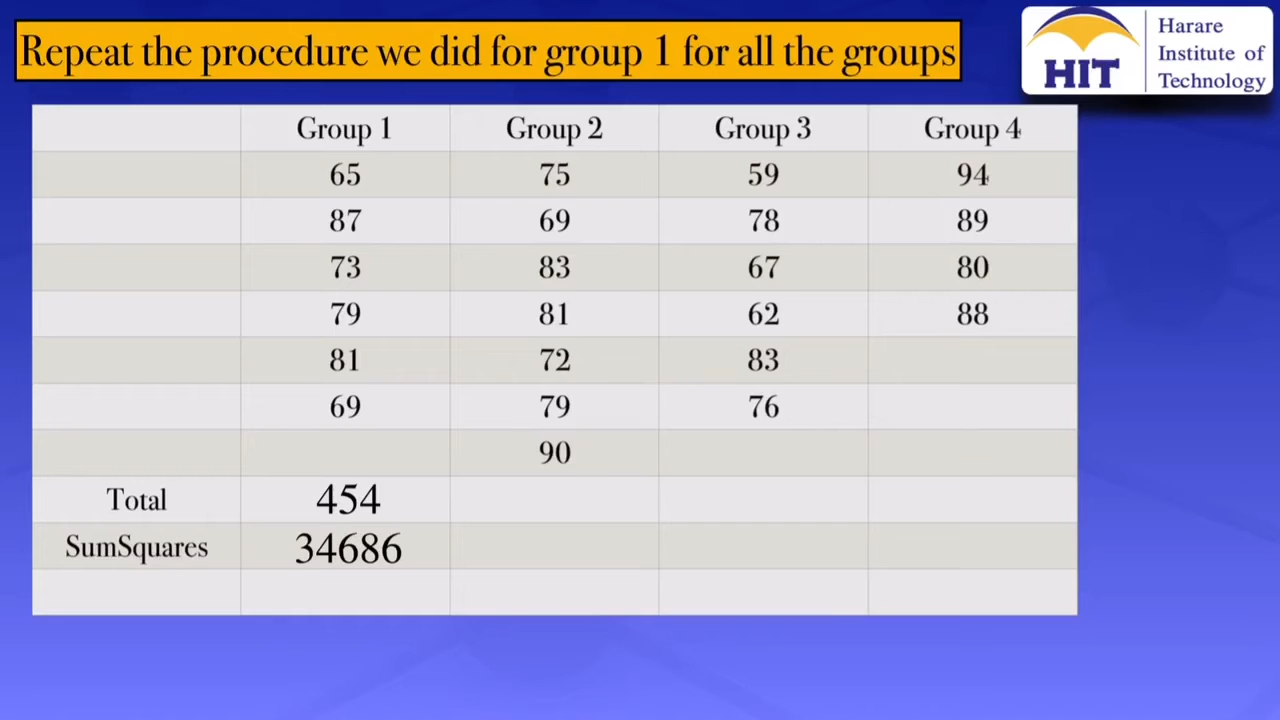 Repeat the procedure we did for group 1 for all the groups
HIT
Harare
Institute of
Technology
Group 1 Group 2 Group 3 Group 4
65 75 59 94
87 69 78 89
73 83 67 80
79 81 62 88
81 72 83
69 79 76
90
Total 454
SumSquares 34686